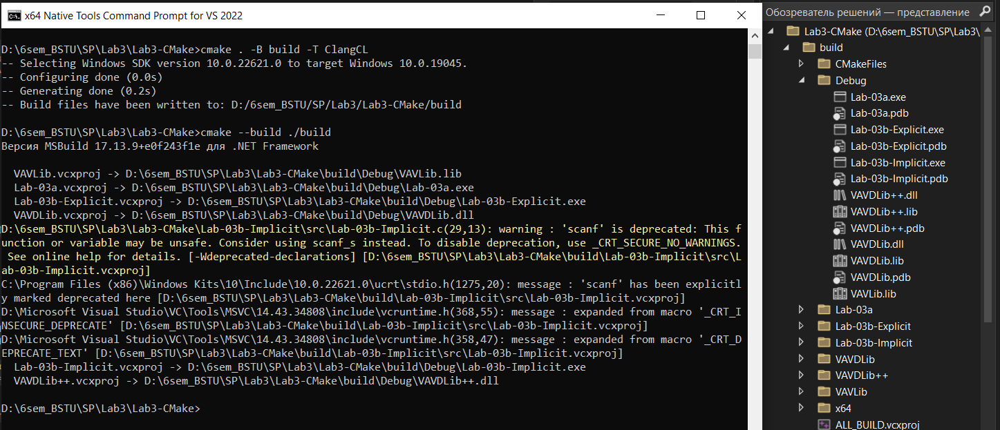 x64 Native Tools Command Prompt for VS 2022
D:\6sem_BSTU\SP\Lab3\Lab3-CMake>cmake . -B build -T ClangCL
-- Selecting Windows SDK version 10.0.22621.0 to target Windows 10.0.19045.
-- Configuring done (0.0s)
-- Generating done (0.2s)
-- Build files have been written to: D:/6sem_BSTU/SP/Lab3/Lab3-CMake/build
D:\6sem_BSTU\SP\Lab3\Lab3-CMake>cmake --build ./build
Версия MSBuild 17.13.9+e0f243f1e для .NET Framework
VAVLib.vcxproj -> D:\6sem_BSTU\SP\Lab3\Lab3-CMake\build\Debug\VAVLib.lib
Lab-03a.vcxproj -> D:\6sem_BSTU\SP\Lab3\Lab3-CMake\build\Debug\Lab-03a.exe
Lab-03b-Explicit.vcxproj -> D:\6sem_BSTU\SP\Lab3\Lab3-CMake\build\Debug\Lab-03b-Explicit.exe
VAVDLib.vcxproj -> D:\6sem_BSTU\SP\Lab3\Lab3-CMake\build\Debug\VAVDLib.dll
D:\6sem_BSTU\SP\Lab3\Lab3-CMake\Lab-03b-Implicit\src\Lab-03b-Implicit.c(29,13): warning : 'scanf' is deprecated: This f
unction or variable may be unsafe. Consider using scanf_s instead. To disable deprecation, use _CRT_SECURE_NO_WARNINGS.
See online help for details. [-Wdeprecated-declarations] [D:\6sem_BSTU\SP\Lab3\Lab3-CMake\build\Lab-03b-Implicit\src\L
ab-03b-Implicit.vcxproj]
C:\Program Files (x86)\Windows Kits\10\Include\10.0.22621.0\ucrt\stdio.h(1275,20): message : 'scanf' has been explicitl
y marked deprecated here [D:\6sem_BSTU\SP\Lab3\Lab3-CMake\build\Lab-03b-Implicit\src\Lab-03b-Implicit.vcxproj]
D:\Microsoft Visual Studio\VC\Tools\MSVC\14.43.34808\include\vcruntime.h(368,55): message : expanded from macro '_CRT_I
NSECURE_DEPRECATE' [D:\6sem_BSTU\SP\Lab3\Lab3-CMake\build\Lab-03b-Implicit\src\Lab-03b-Implicit.vcxproj]
D:\Microsoft Visual Studio\VC\Tools\MSVC\14.43.34808\include\vcruntime.h(358,47): message : expanded from macro '_CRT_D
EPRECATE_TEXT' [D:\6sem_BSTU\SP\Lab3\Lab3-CMake\build\Lab-03b-Implicit\src\Lab-03b-Implicit.vcxproj]
Lab-03b-Implicit.vcxproj -> D:\6sem_BSTU\SP\Lab3\Lab3-CMake\build\Debug\Lab-03b-Implicit.exe
VAVDLib++.vcxproj -> D:\6sem_BSTU\SP\Lab3\Lab3-CMake\build\Debug\VAVDLib++.dll
D:\6sem_BSTU\SP\Lab3\Lab3-CMake>
Обозреватель решений — представление
Lab3-CMake (D:\6sem_BSTU\SP\Lab3\
build
CMakeFiles
Debug
Lab-03a.exe
Lab-03a.pdb
Lab-03b-Explicit.exe
Lab-03b-Explicit.pdb
Lab-03b-Implicit.exe
Lab-03b-Implicit.pdb
VAVDLib++.dll
VAVDLib++.lib
VAVDLib++.pdb
VAVDLib.dll
VAVDLib.lib
VAVDLib.pdb
VAVLib.lib
Lab-03a
Lab-03b-Explicit
Lab-03b-Implicit
VAVDLib
VAVDLib++
VAVLib
x64
ALL_BUILD.vcxproj